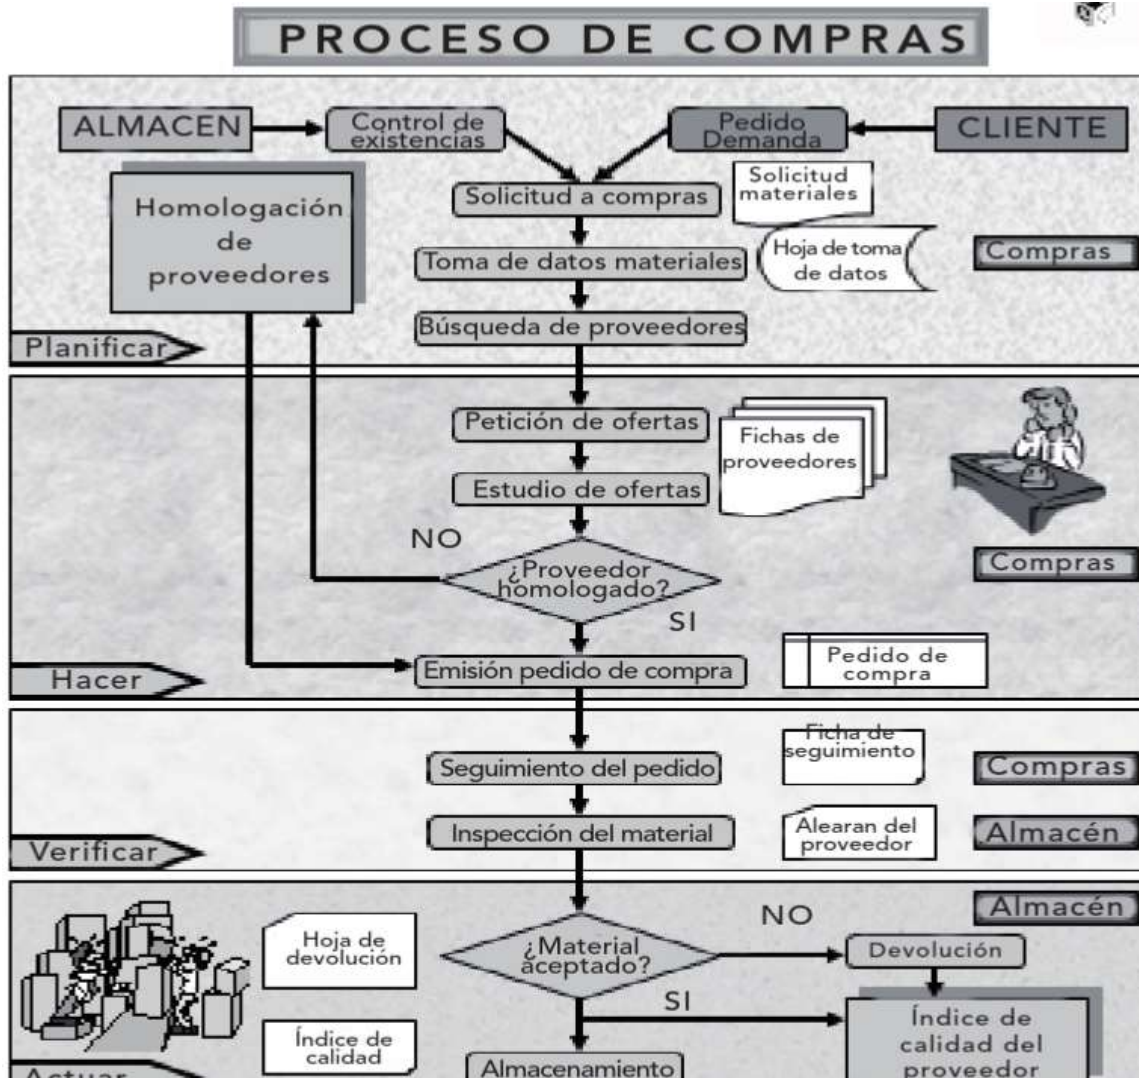 PROCESO DE COMPRAS
ALMACEN
Control de
existencias
Pedido
Demanda
CLIENTE
Homologación
de
proveedores
Solicitud a compras
Solicitud
materiales
Toma de datos materiales
Hoja de toma
de datos
Compras
Búsqueda de proveedores
Planificar
Petición de ofertas
Fichas de
proveedores
Estudio de ofertas
NO
¿Proveedor
homologado?
Compras
SI
Emisión pedido de compra
Pedido de
compra
Hacer
Ficha de
seguimiento
Seguimiento del pedido
Compras
Inspección del material
Alearan del
proveedor
Almacén
Verificar
Almacén
NO
Hoja de
devolución
¿Material
aceptado?
Devolución
SI
Índice de
calidad
Índice de
calidad del
proveedor
Almacenamiento
Actuar